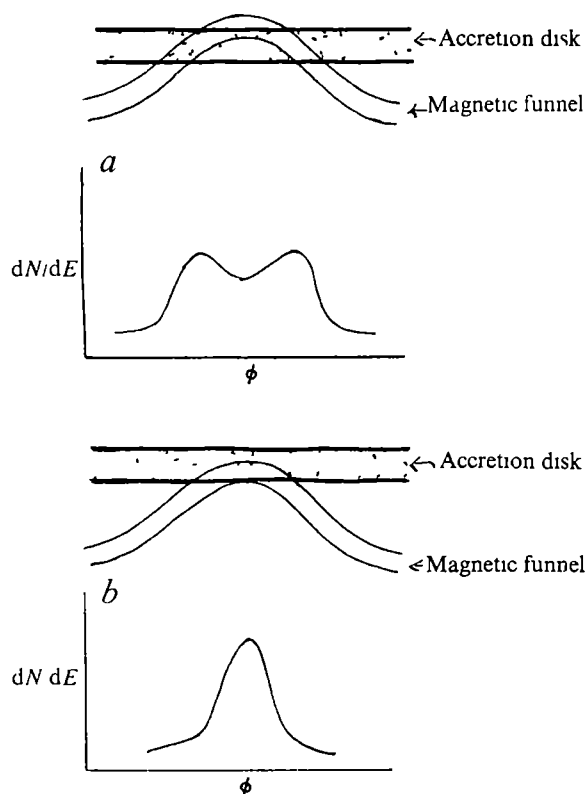 Accretion disk
Magnetic funnel
a
dN/dE
ϕ
Accretion disk
Magnetic funnel
b
dN dE
ϕ